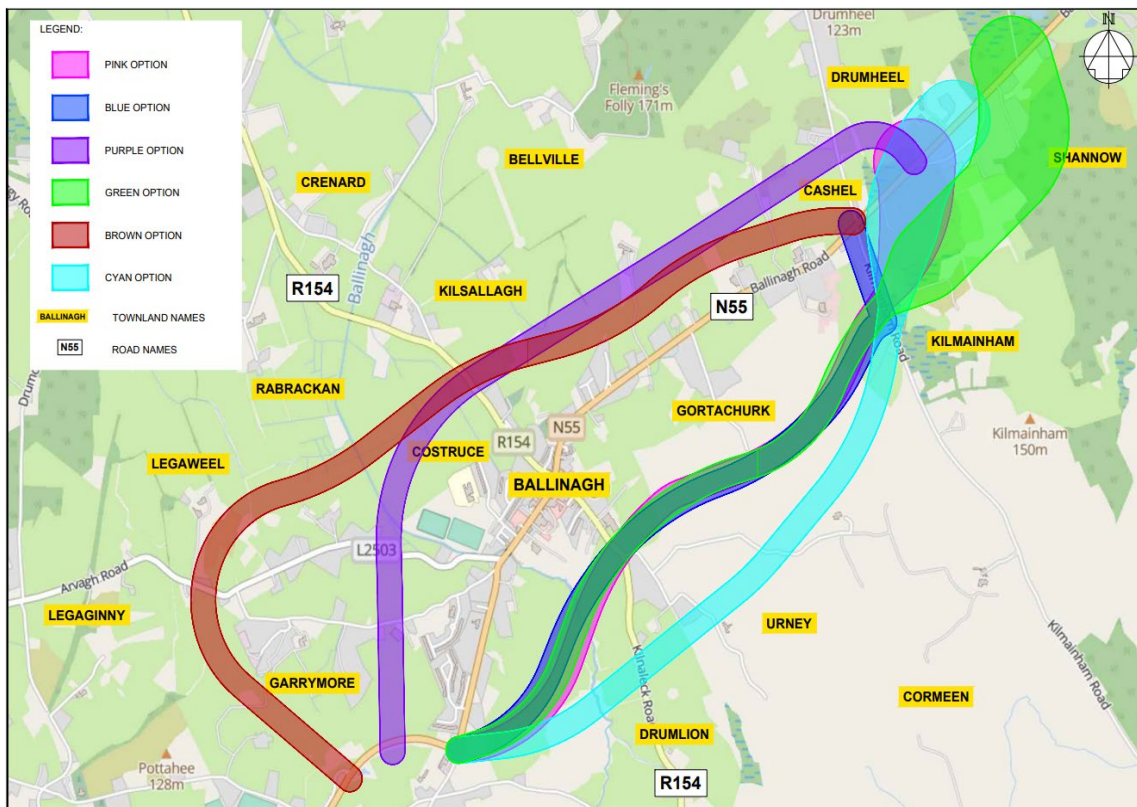 LEGEND:
PINK OPTION
BLUE OPTION
PURPLE OPTION
GREEN OPTION
BROWN OPTION
CYAN OPTION
BALLINAGH TOWNLAND NAMES
N55 ROAD NAMES
Drumheel
123m
N
DRUMHEEL
Fleming's
Folly 171m
SHANNOW
BELLVILLE
CRENARD
CASHEL
Ballinagh
R154
KILSALLAGH
Ballinagh Road
N55
KILMAINHAM
RABRACKAN
GORTACHURK
N55
R154
Kilmainham
150m
COSTRUCE
LEGAWEEL
BALLINAGH
L2503
Arvagh Road
LEGAGINNY
URNEY
Kilmainham Road
GARRYMORE
CORMEEN
Kilnaleck Road
DRUMLION
Pottahee
128m
R154